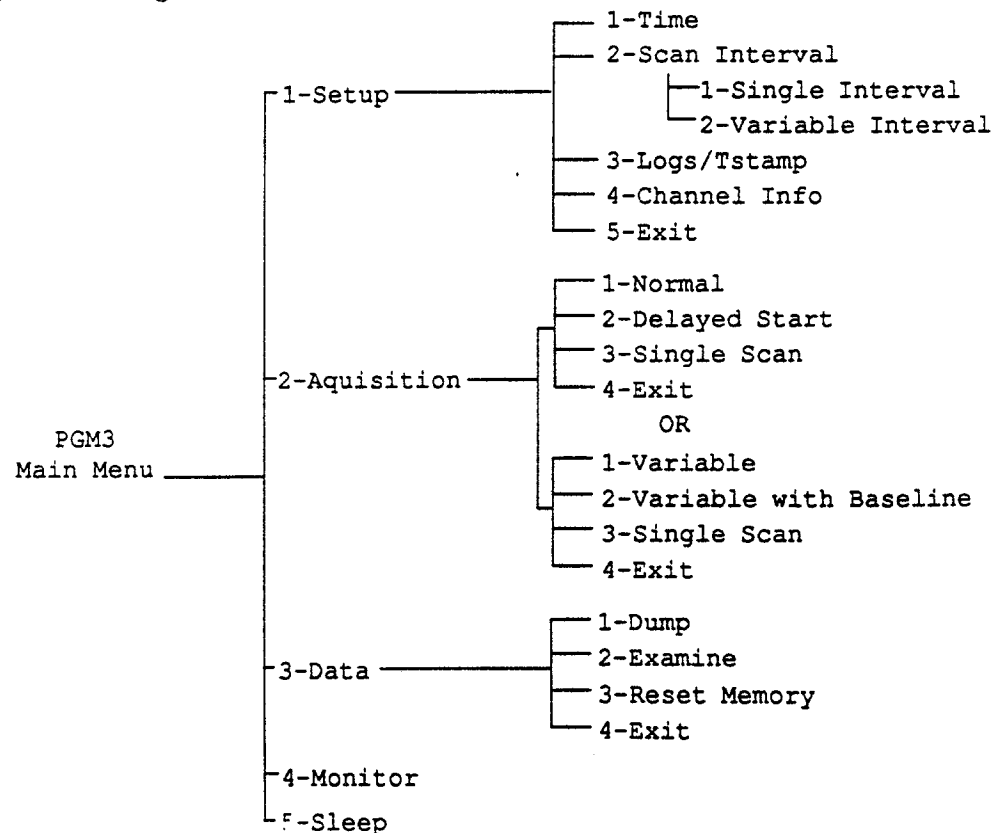 1-Time
2-Scan Interval
1-Setup
1-Single Interval
2-Variable Interval
3-Logs/Tstamp
4-Channel Info
5-Exit
1-Normal
2-Delayed Start
3-Single Scan
2-Aquisition
4-Exit
OR
PGM3
Main Menu
1-Variable
2-Variable with Baseline
3-Single Scan
4-Exit
1-Dump
2-Examine
3-Data
3-Reset Memory
4-Exit
4-Monitor
5-Sleep